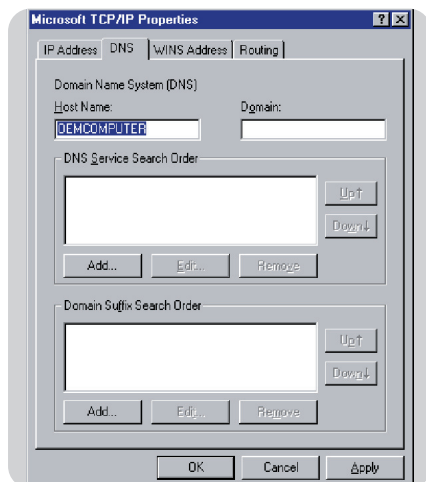 Microsoft TCP/IP Properties
IP Address DNS WINS Address Routing
Domain Name System (DNS)
Host Name: Domain:
OEMCOMPUTER
DNS Service Search Order
Up↑
Down↓
Add... Edit... Remove
Domain Suffix Search Order
Up↑
Down↓
Add... Edit... Remove
OK Cancel Apply